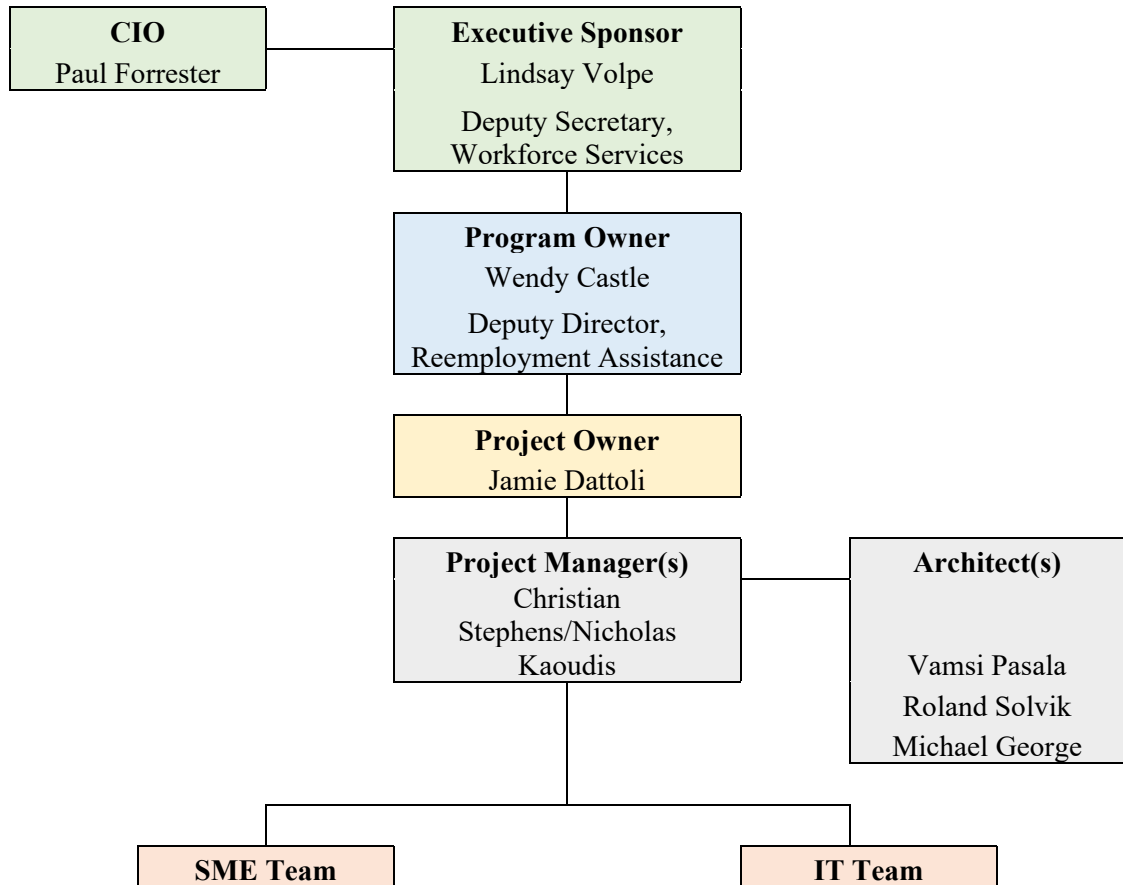 CIO
Paul Forrester
Executive Sponsor
Lindsay Volpe
Deputy Secretary,
Workforce Services
Program Owner
Wendy Castle
Deputy Director,
Reemployment Assistance
Project Owner
Jamie Dattoli
Project Manager(s)
Christian
Stephens/Nicholas
Kaoudis
Architect(s)
Vamsi Pasala
Roland Solvik
Michael George
SME Team
IT Team